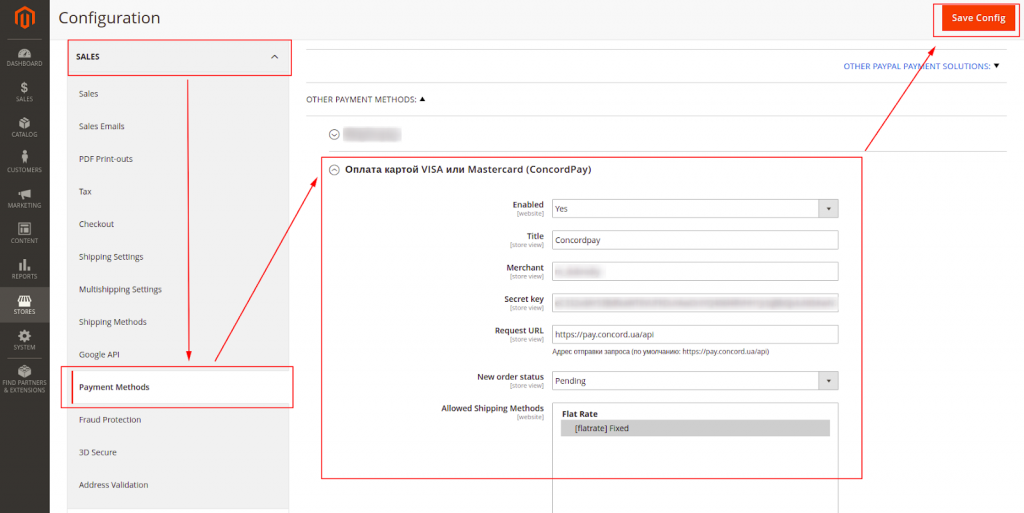 Configuration
Save Config
DASHBOARD
SALES
CATALOG
CUSTOMERS
MARKETING
CONTENT
REPORTS
STORES
SYSTEM
FIND PARTNERS
& EXTENSIONS
SALES
Sales
Sales Emails
PDF Print-outs
Tax
Checkout
Shipping Settings
Multishipping Settings
Shipping Methods
Google API
Payment Methods
Fraud Protection
3D Secure
Address Validation
OTHER PAYPAL PAYMENT SOLUTIONS:
OTHER PAYMENT METHODS:
Оплата картой VISA или Mastercard (ConcordPay)
Enabled
[website]
Yes
Title
[store view]
Concordpay
Merchant
[store view]
Secret key
[store view]
Request URL
[store view]
https://pay.concord.ua/api
Адрес отправки запроса (по умолчанию: https://pay.concord.ua/api)
New order status
[store view]
Pending
Allowed Shipping Methods
[website]
Flat Rate
[flatrate] Fixed